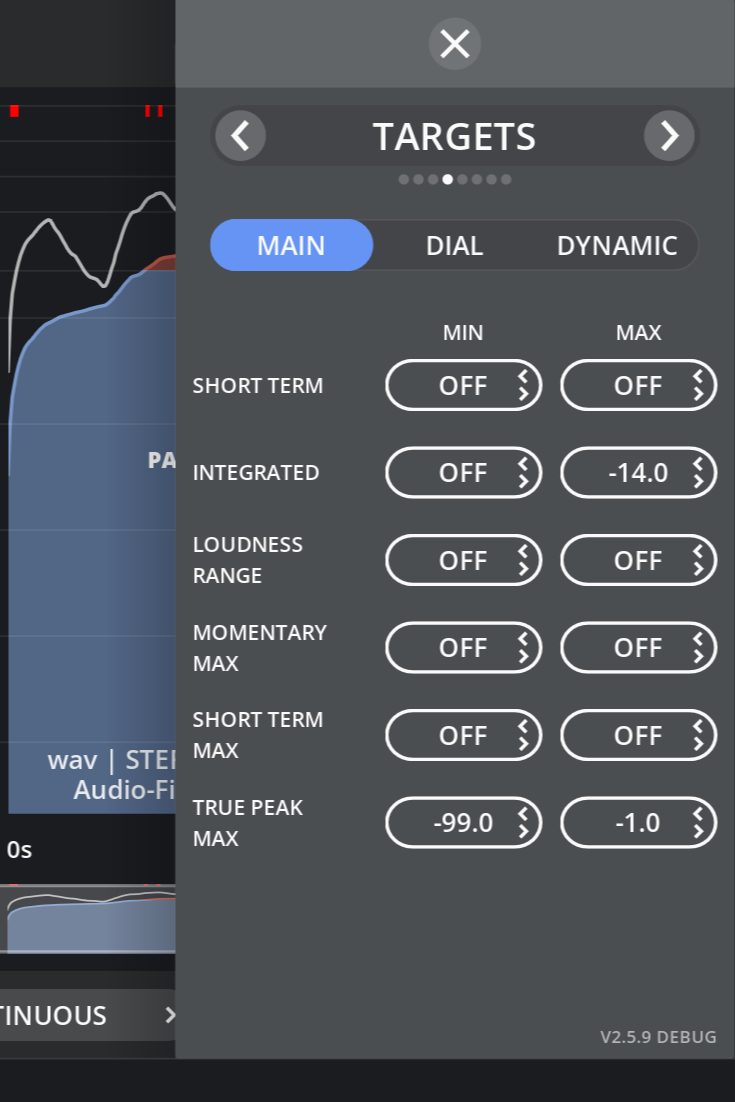 TARGETS
MAIN DIAL DYNAMIC
MIN MAX
SHORT TERM OFF OFF
INTEGRATED OFF -14.0
LOUDNESS
RANGE
OFF OFF
MOMENTARY
MAX
OFF OFF
SHORT TERM
MAX
OFF OFF
TRUE PEAK
MAX
-99.0 -1.0
V2.5.9 DEBUG
PA
wav | STE
Audio-Fi
0s
TINUOUS